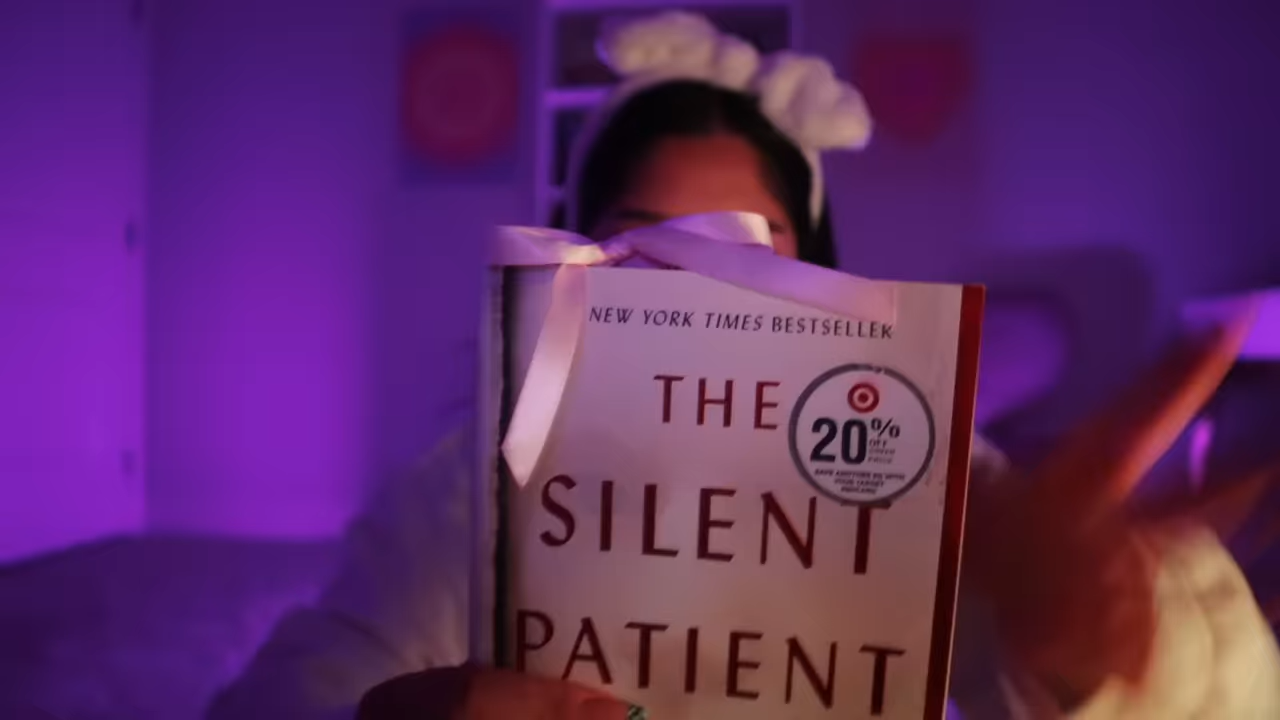 NEW YORK TIMES BESTSELLER
THE
20% OFF
SILENT
PATIENT